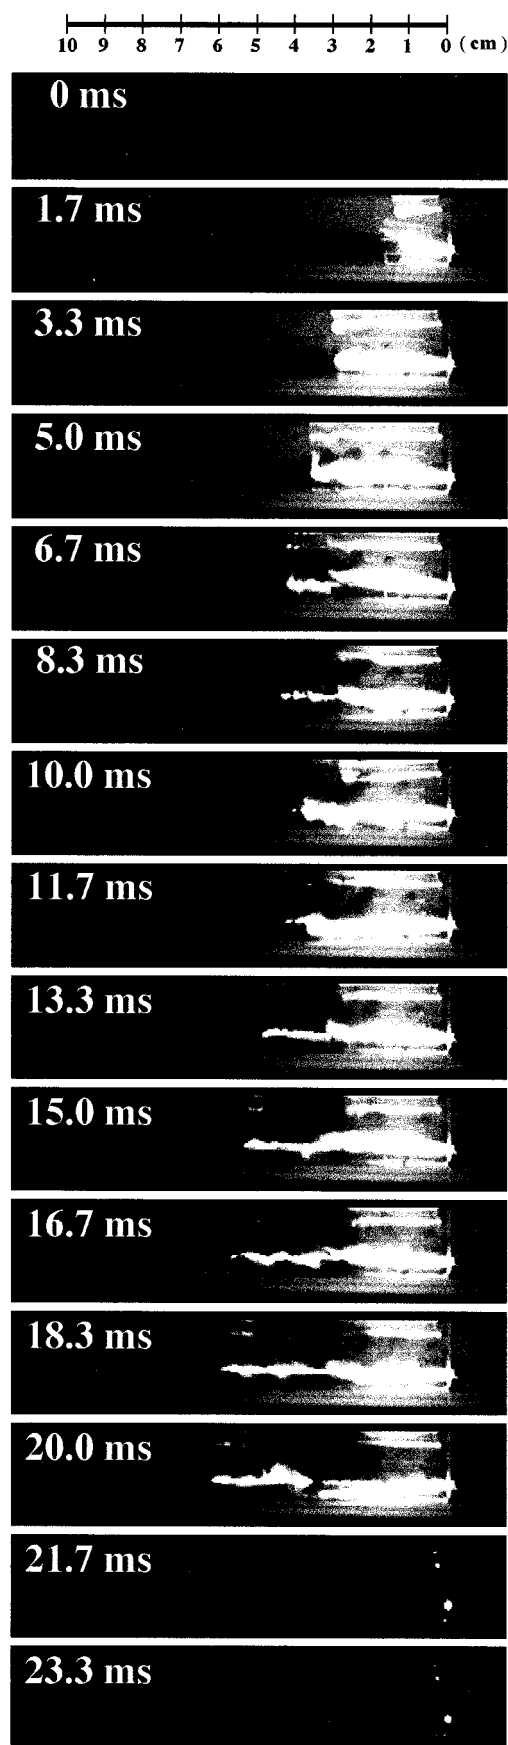 10 9 8 7 6 5 4 3 2 1 0 (cm)
0 ms
1.7 ms
3.3 ms
5.0 ms
6.7 ms
8.3 ms
10.0 ms
11.7 ms
13.3 ms
15.0 ms
16.7 ms
18.3 ms
20.0 ms
21.7 ms
23.3 ms